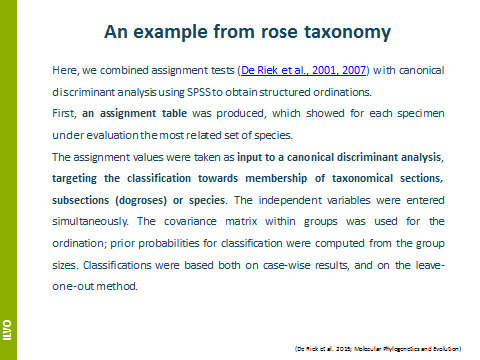 An example from rose taxonomy
Here, we combined assignment tests (De Riek et al., 2001, 2007) with canonical
discriminant analysis using SPSS to obtain structured ordinations.
First, an assignment table was produced, which showed for each specimen
under evaluation the most related set of species.
The assignment values were taken as input to a canonical discriminant analysis,
targeting the classification towards membership of taxonomical sections,
subsections (dogroses) or species. The independent variables were entered
simultaneously. The covariance matrix within groups was used for the
ordination; prior probabilities for classification were computed from the group
sizes. Classifications were based both on case-wise results, and on the leave-
one-out method.
ILVO
(De Riek et al. 2013; Molecular Phylogenetics and Evolution)